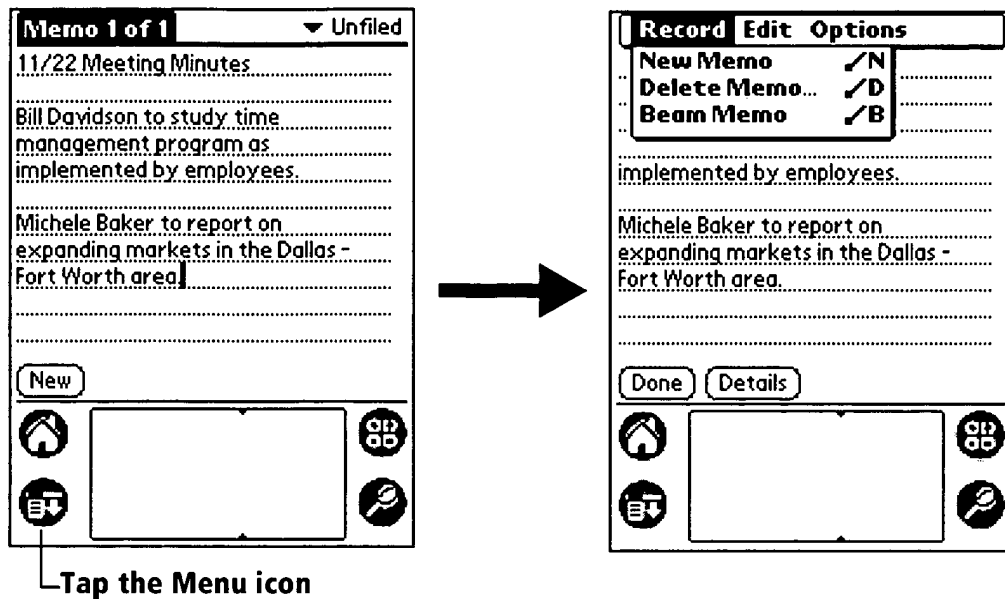 Memo 1 of 1
Unfiled
11/22 Meeting Minutes
Bill Davidson to study time
management program as
implemented by employees.
Michele Baker to report on
expanding markets in the Dallas -
Fort Worth area.
New
Tap the Menu icon
Record Edit Options
New Memo /N
Delete Memo... /D
Beam Memo /B
implemented by employees.
Michele Baker to report on
expanding markets in the Dallas -
Fort Worth area.
Done Details